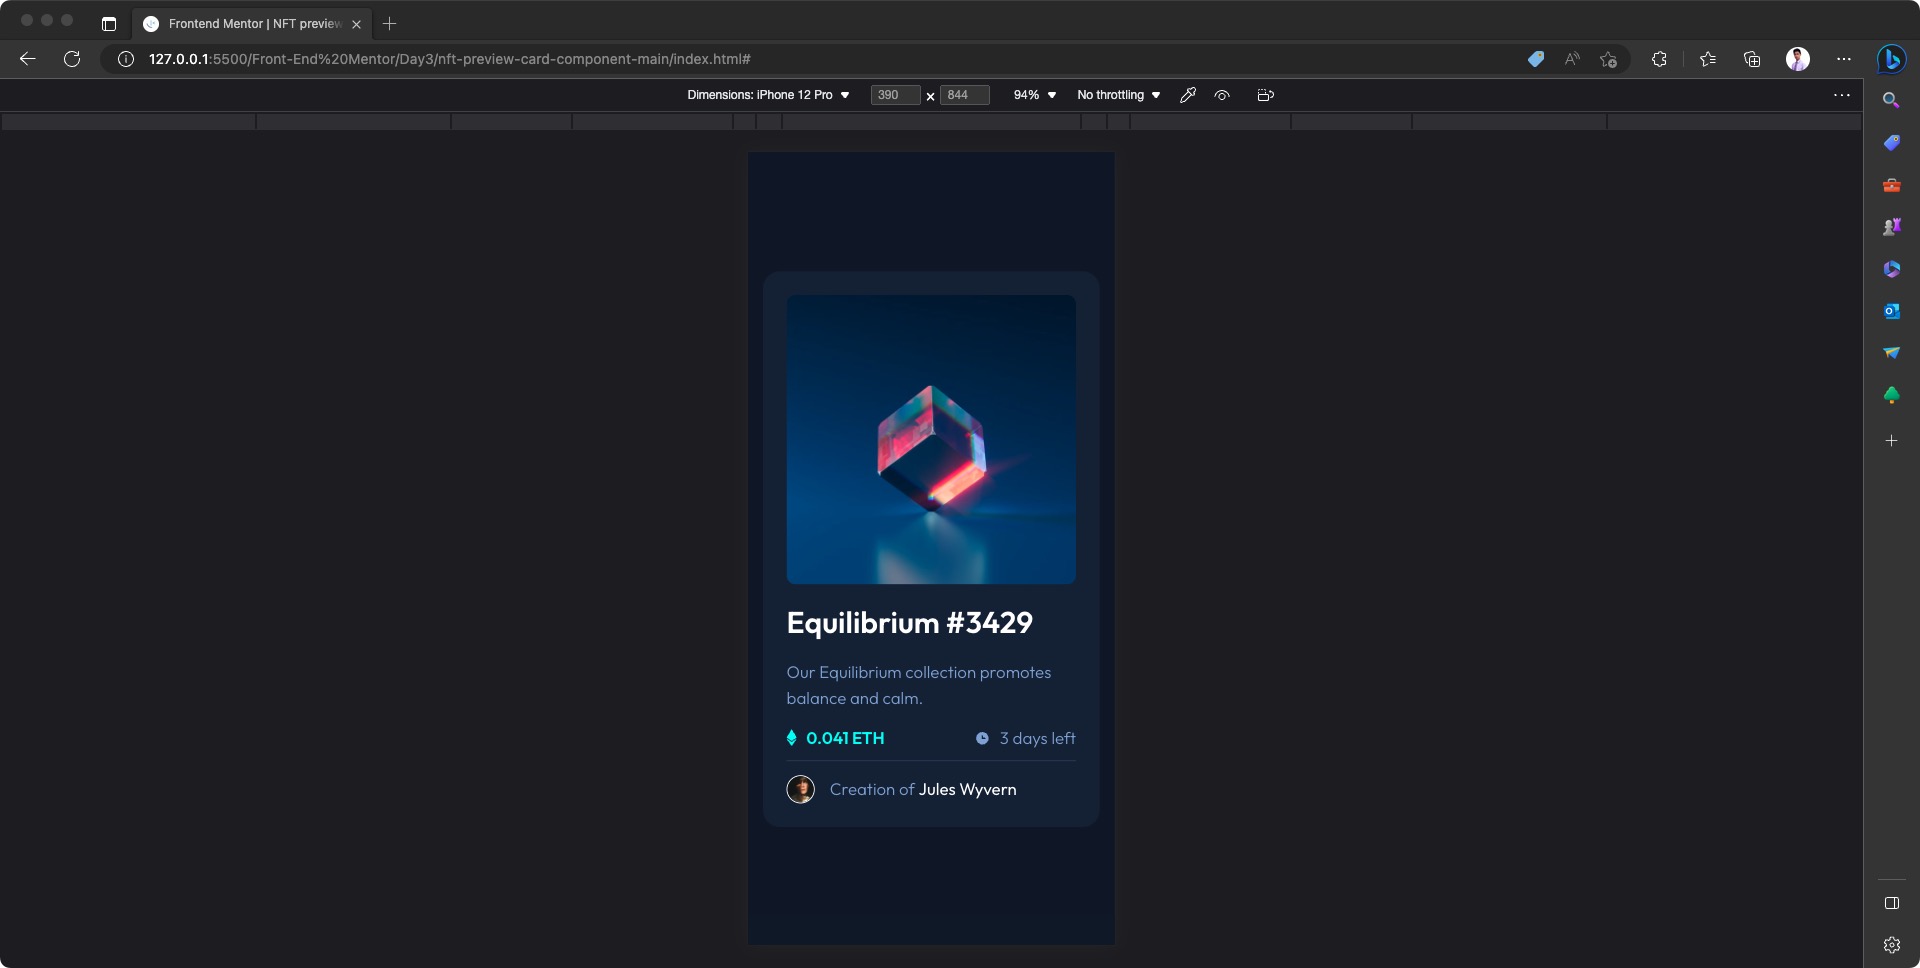 Frontend Mentor | NFT preview
127.0.0.1:5500/Front-End%20Mentor/Day3/nft-preview-card-component-main/index.html#
Dimensions: iPhone 12 Pro 390 × 844 94% No throttling
Equilibrium #3429
Our Equilibrium collection promotes
balance and calm.
0.041 ETH 3 days left
Creation of Jules Wyvern